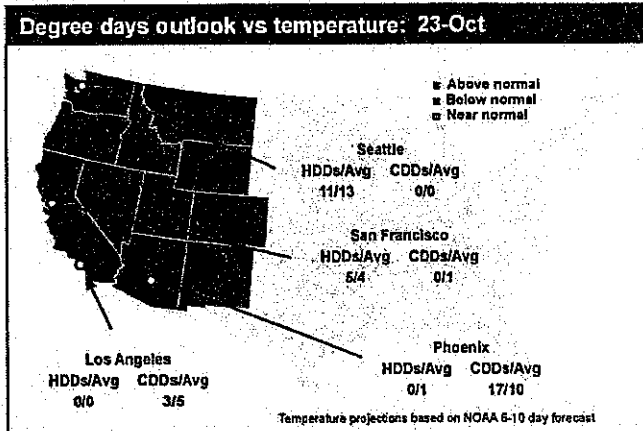 Degree days outlook vs temperature: 23-Oct
Above normal
Below normal
Near normal
Seattle
HDDs/Avg CDDs/Avg
11/13 0/0
San Francisco
HDDs/Avg CDDs/Avg
5/4 0/1
Phoenix
HDDs/Avg CDDs/Avg
0/1 17/10
Los Angeles
HDDs/Avg CDDs/Avg
0/0 3/5
Temperature projections based on NOAA 6-10 day forecast